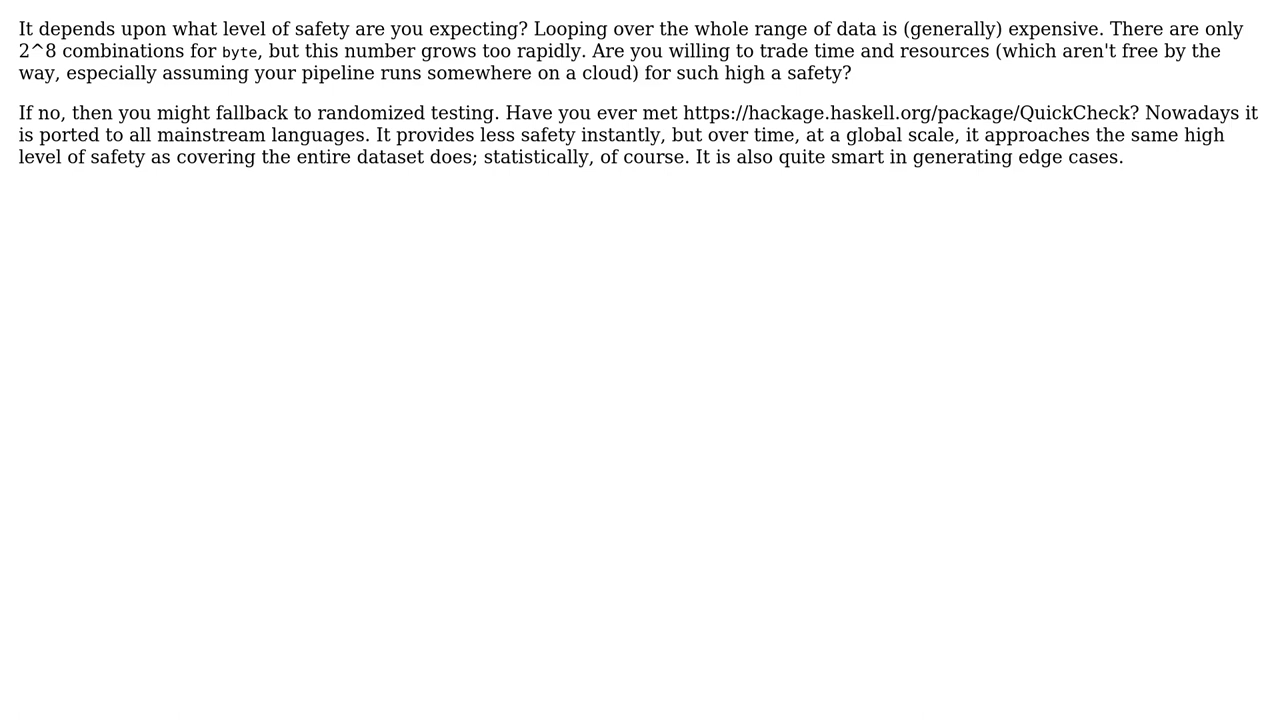 It depends upon what level of safety are you expecting? Looping over the whole range of data is (generally) expensive. There are only
2^8 combinations for byte, but this number grows too rapidly. Are you willing to trade time and resources (which aren't free by the
way, especially assuming your pipeline runs somewhere on a cloud) for such high a safety?
If no, then you might fallback to randomized testing. Have you ever met https://hackage.haskell.org/package/QuickCheck? Nowadays it
is ported to all mainstream languages. It provides less safety instantly, but over time, at a global scale, it approaches the same high
level of safety as covering the entire dataset does; statistically, of course. It is also quite smart in generating edge cases.